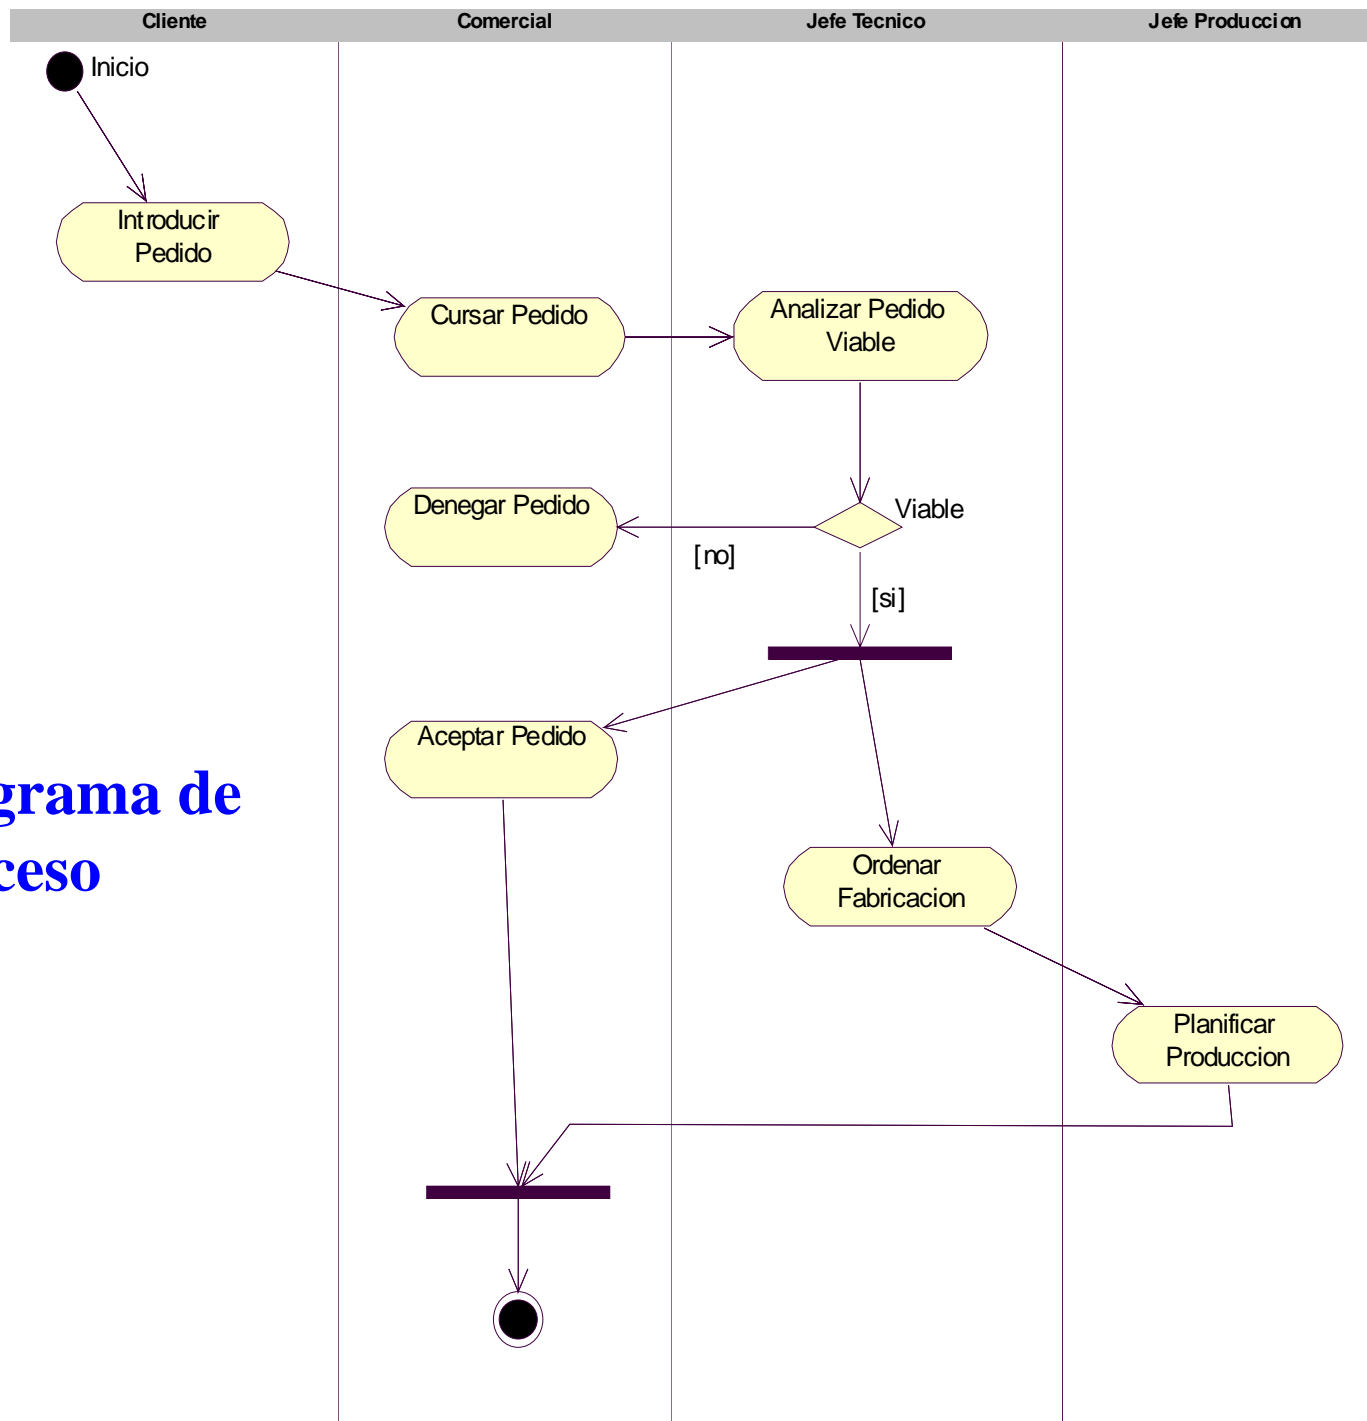 Cliente
Comercial
Jefe Tecnico
Jefe Produccion
Inicio
Introducir
Pedido
Cursar Pedido
Analizar Pedido
Viable
Denegar Pedido
Viable
[no]
[si]
Aceptar Pedido
grama de
ceso
Ordenar
Fabricacion
Planificar
Produccion